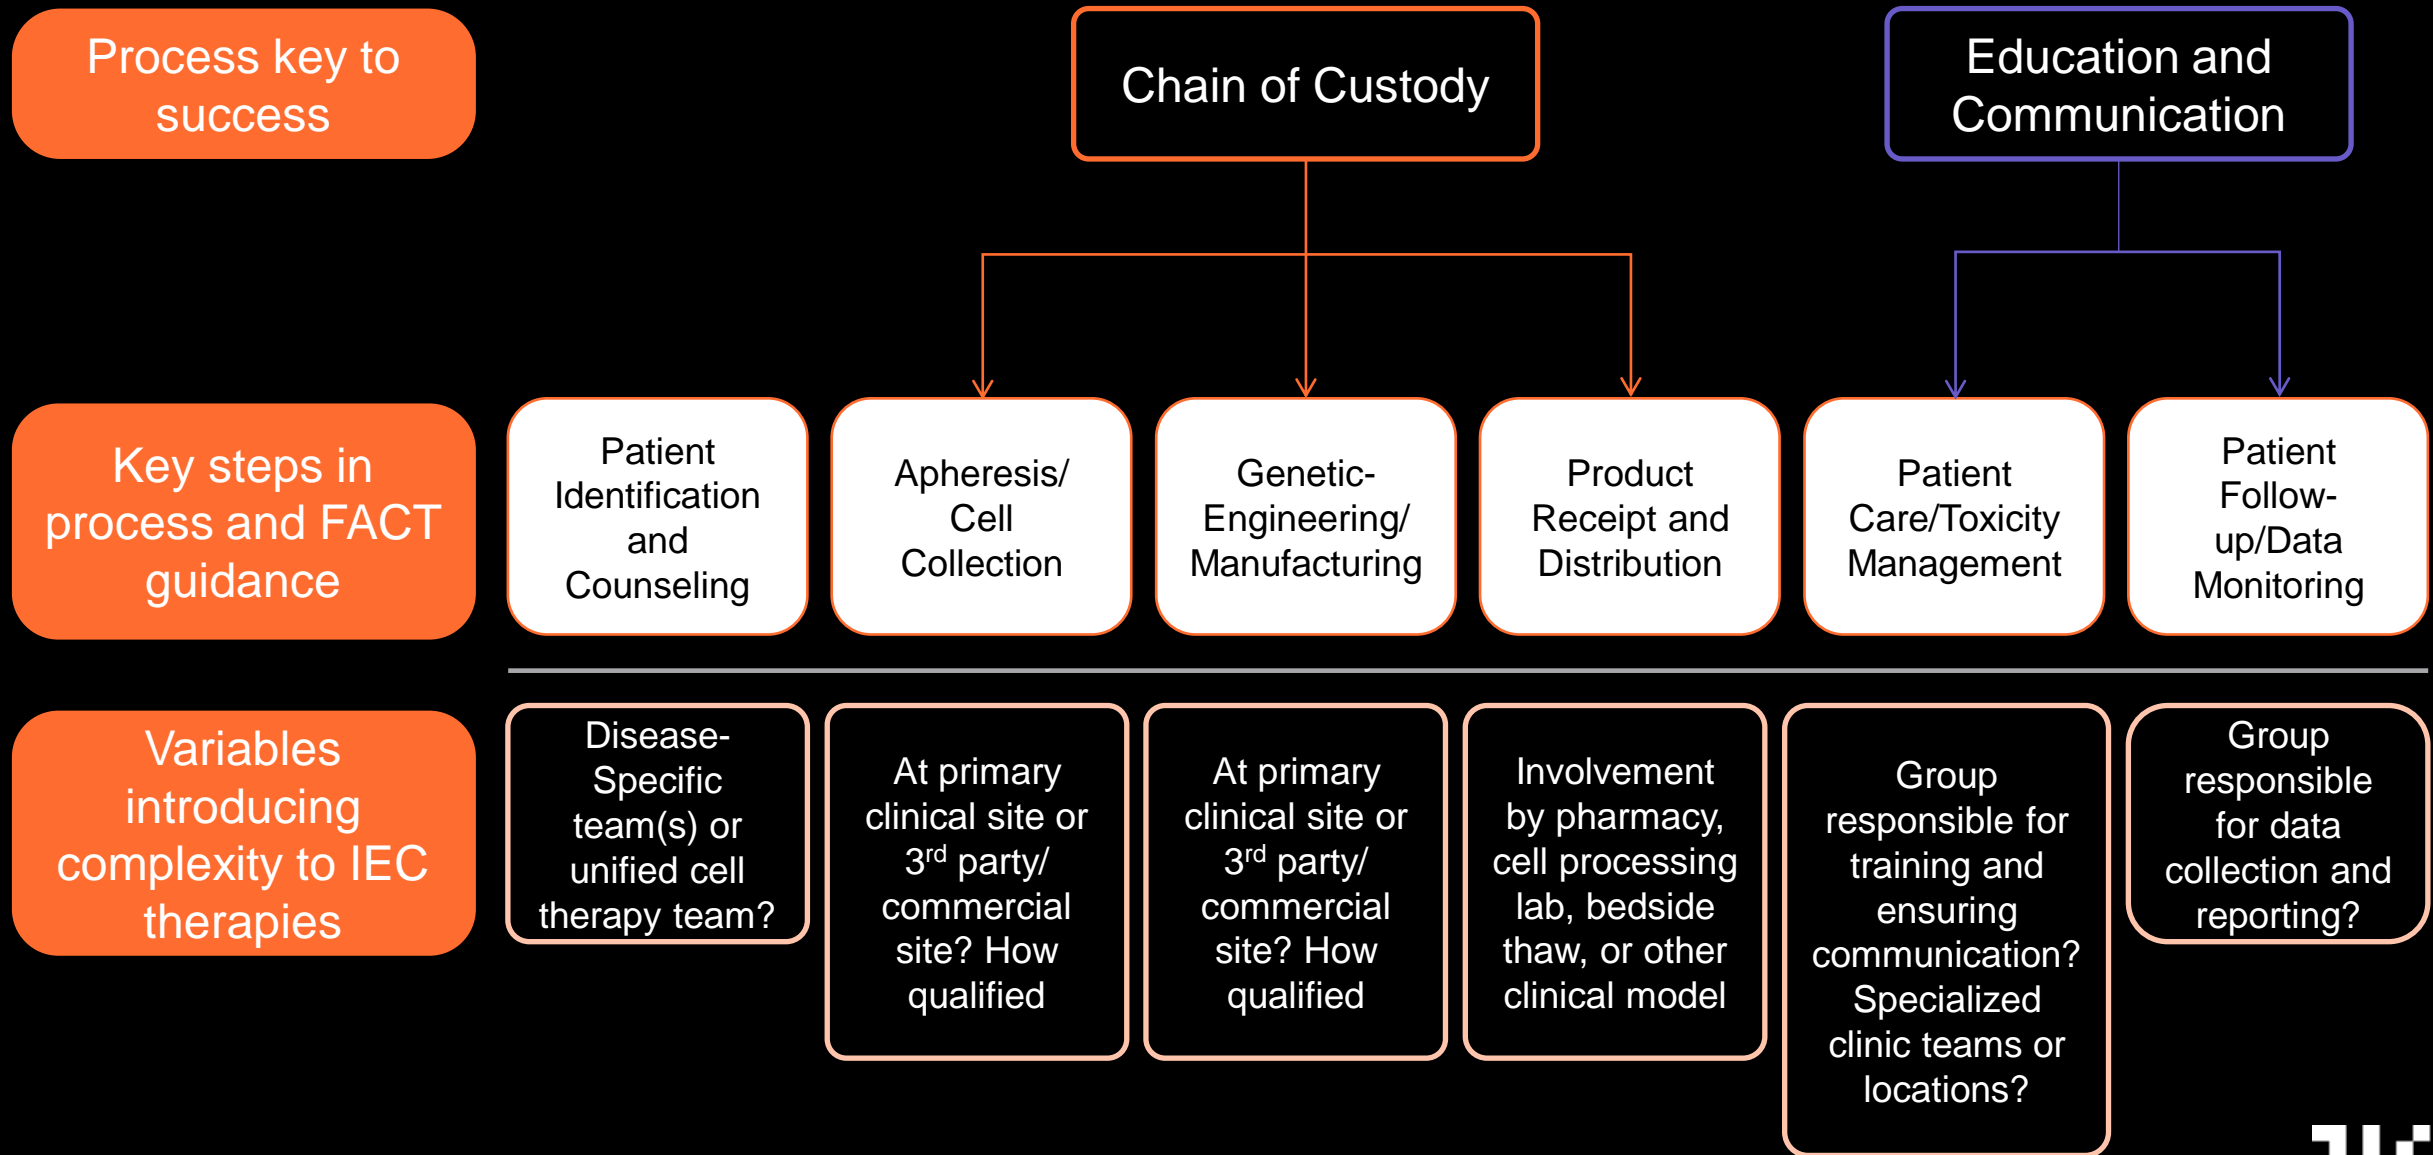 Process key to
success
Chain of Custody
Education and
Communication
Key steps in
process and FACT
guidance
Patient
Identification
and
Counseling
Apheresis/
Cell
Collection
Genetic-
Engineering/
Manufacturing
Product
Receipt and
Distribution
Patient
Care/Toxicity
Management
Patient
Follow-
up/Data
Monitoring
Variables
introducing
complexity to IEC
therapies
Disease-
Specific
team(s) or
unified cell
therapy team?
At primary
clinical site or
3rd party/
commercial
site? How
qualified
At primary
clinical site or
3rd party/
commercial
site? How
qualified
Involvement
by pharmacy,
cell processing
lab, bedside
thaw, or other
clinical model
Group
responsible for
training and
ensuring
communication?
Specialized
clinic teams or
locations?
Group
responsible
for data
collection and
reporting?